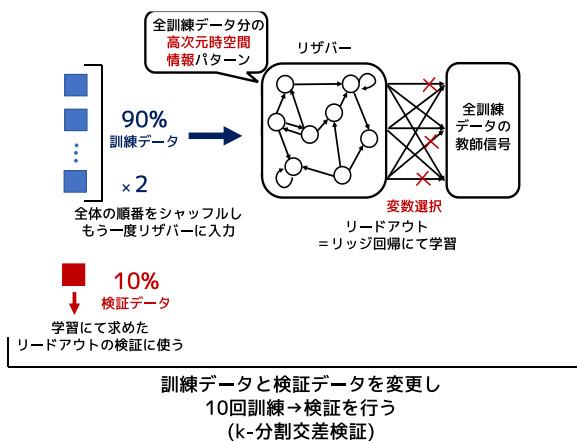 全訓練データ分の
高次元時空間
情報パターン
リザバー
90%
訓練データ
×2
全体の順番をシャッフルし
もう一度リザバーに入力
全訓練
データの
教師信号
変数選択
リードアウト
＝リッジ回帰にて学習
10%
検証データ
学習にて求めた
リードアウトの検証に使う
訓練データと検証データを変更し
10回訓練→検証を行う
(k-分割交差検証)